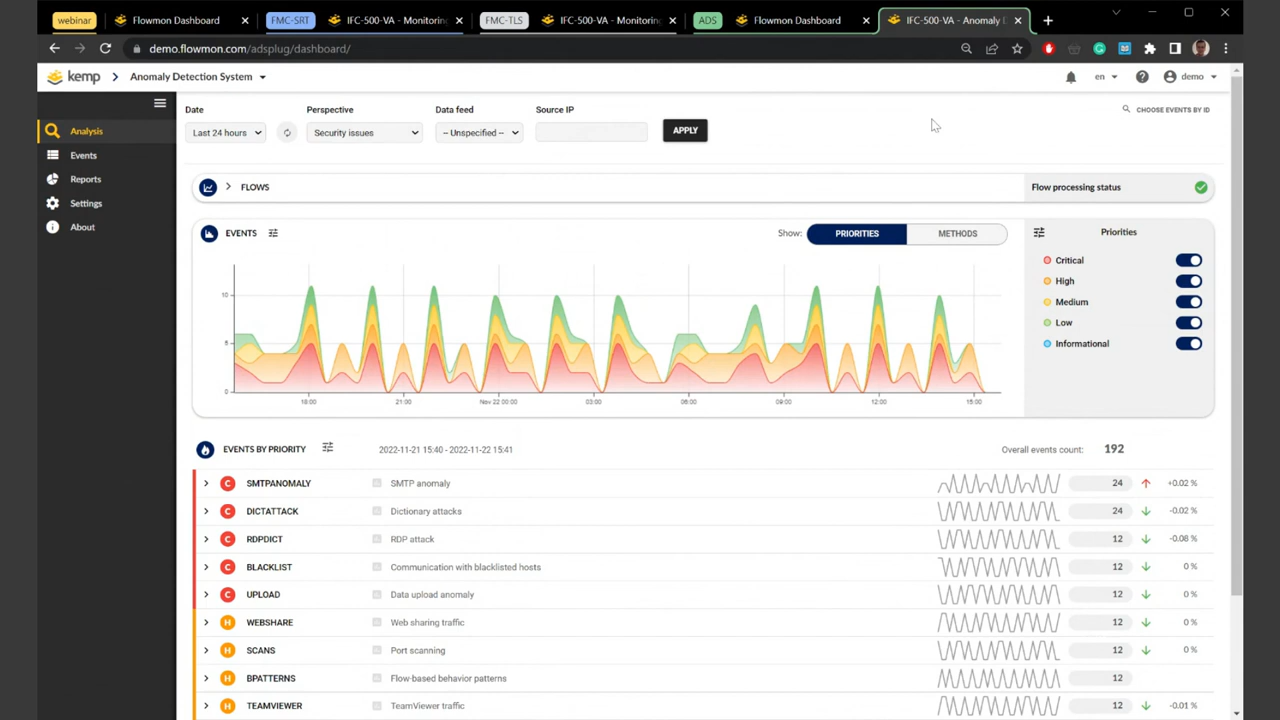 webinar
Flowmon Dashboard
FMC-SRT
IFC-500-VA - Monitoring
FMC-TLS
IFC-500-VA - Monitoring
ADS
Flowmon Dashboard
IFC-500-VA - Anomaly D
demo.flowmon.com/adsplug/dashboard/
kemp
Anomaly Detection System
en
demo
Analysis
Events
Reports
Settings
About
Date
Perspective
Data feed
Source IP
CHOOSE EVENTS BY ID
Last 24 hours
Security issues
-- Unspecified --
APPLY
FLOWS
Flow processing status
EVENTS
Show:
PRIORITIES
METHODS
Priorities
Critical
High
Medium
Low
Informational
10
5
0
18:00
21:00
Nov 22 00:00
03:00
06:00
09:00
12:00
15:00
EVENTS BY PRIORITY
2022-11-21 15:40 - 2022-11-22 15:41
Overall events count:
192
C SMTPANOMALY SMTP anomaly 24 +0.02 %
C DICTATTACK Dictionary attacks 24 -0.02 %
C RDPDICT RDP attack 12 -0.08 %
C BLACKLIST Communication with blacklisted hosts 12 0 %
C UPLOAD Data upload anomaly 12 0 %
H WEBSHARE Web sharing traffic 12 0 %
H SCANS Port scanning 12 0 %
H BPATTERNS Flow-based behavior patterns 12
H TEAMVIEWER TeamViewer traffic 12 -0.01 %